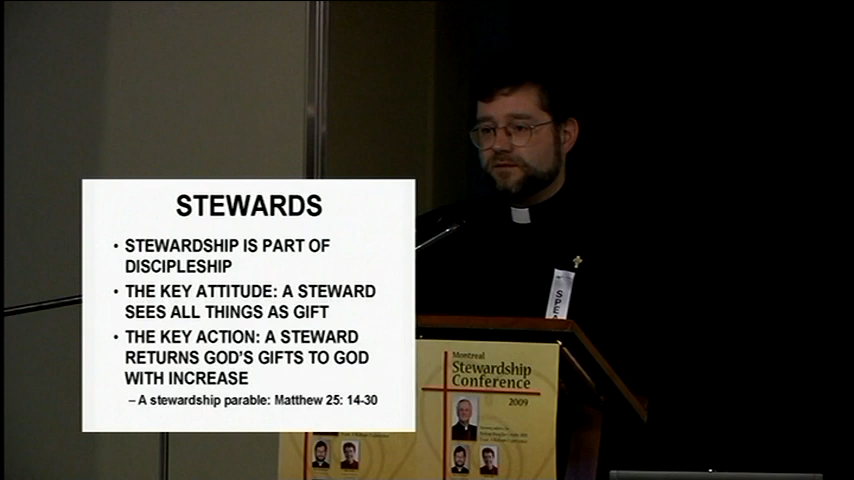 STEWARDS
• STEWARDSHIP IS PART OF
DISCIPLESHIP
• THE KEY ATTITUDE: A STEWARD
SEES ALL THINGS AS GIFT
• THE KEY ACTION: A STEWARD
RETURNS GOD'S GIFTS TO GOD
WITH INCREASE
– A stewardship parable: Matthew 25: 14-30
SPEA
Montreal
Stewardship
Conference
2009